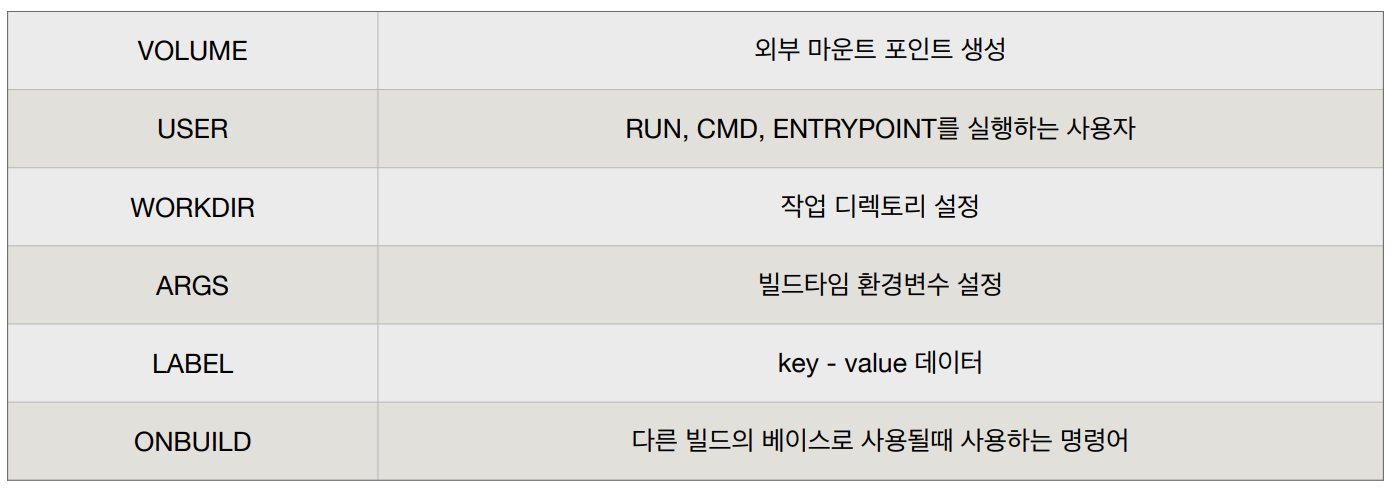 VOLUME 외부 마운트 포인트 생성
USER RUN, CMD, ENTRYPOINT를 실행하는 사용자
WORKDIR 작업 디렉토리 설정
ARGS 빌드타임 환경변수 설정
LABEL key - value 데이터
ONBUILD 다른 빌드의 베이스로 사용될때 사용하는 명령어